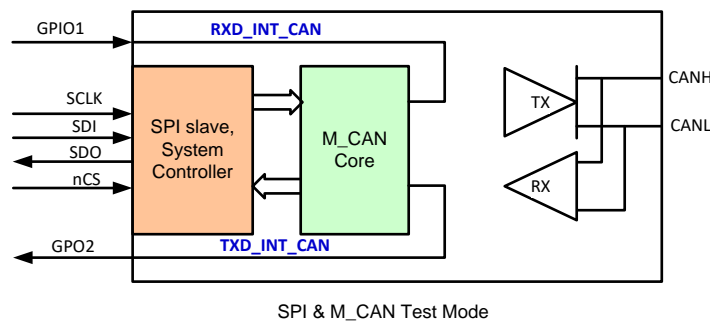 GPIO1
RXD_INT_CAN
SCLK
SDI
SDO
nCS
SPI slave,
System
Controller
M_CAN
Core
TX
RX
CANH
CANL
GPO2
TXD_INT_CAN
SPI & M_CAN Test Mode